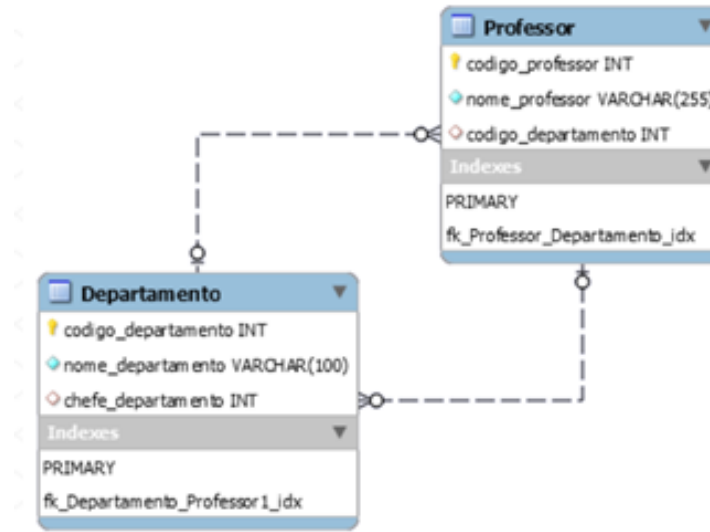 Professor
codigo_professor INT
nome_professor VARCHAR(255)
codigo_departamento INT
Indexes
PRIMARY
fk_Professor_Departamento_idx
Departamento
codigo_departamento INT
nome_departamento VARCHAR(100)
chefe_departamento INT
Indexes
PRIMARY
fk_Departamento_Professor1_idx